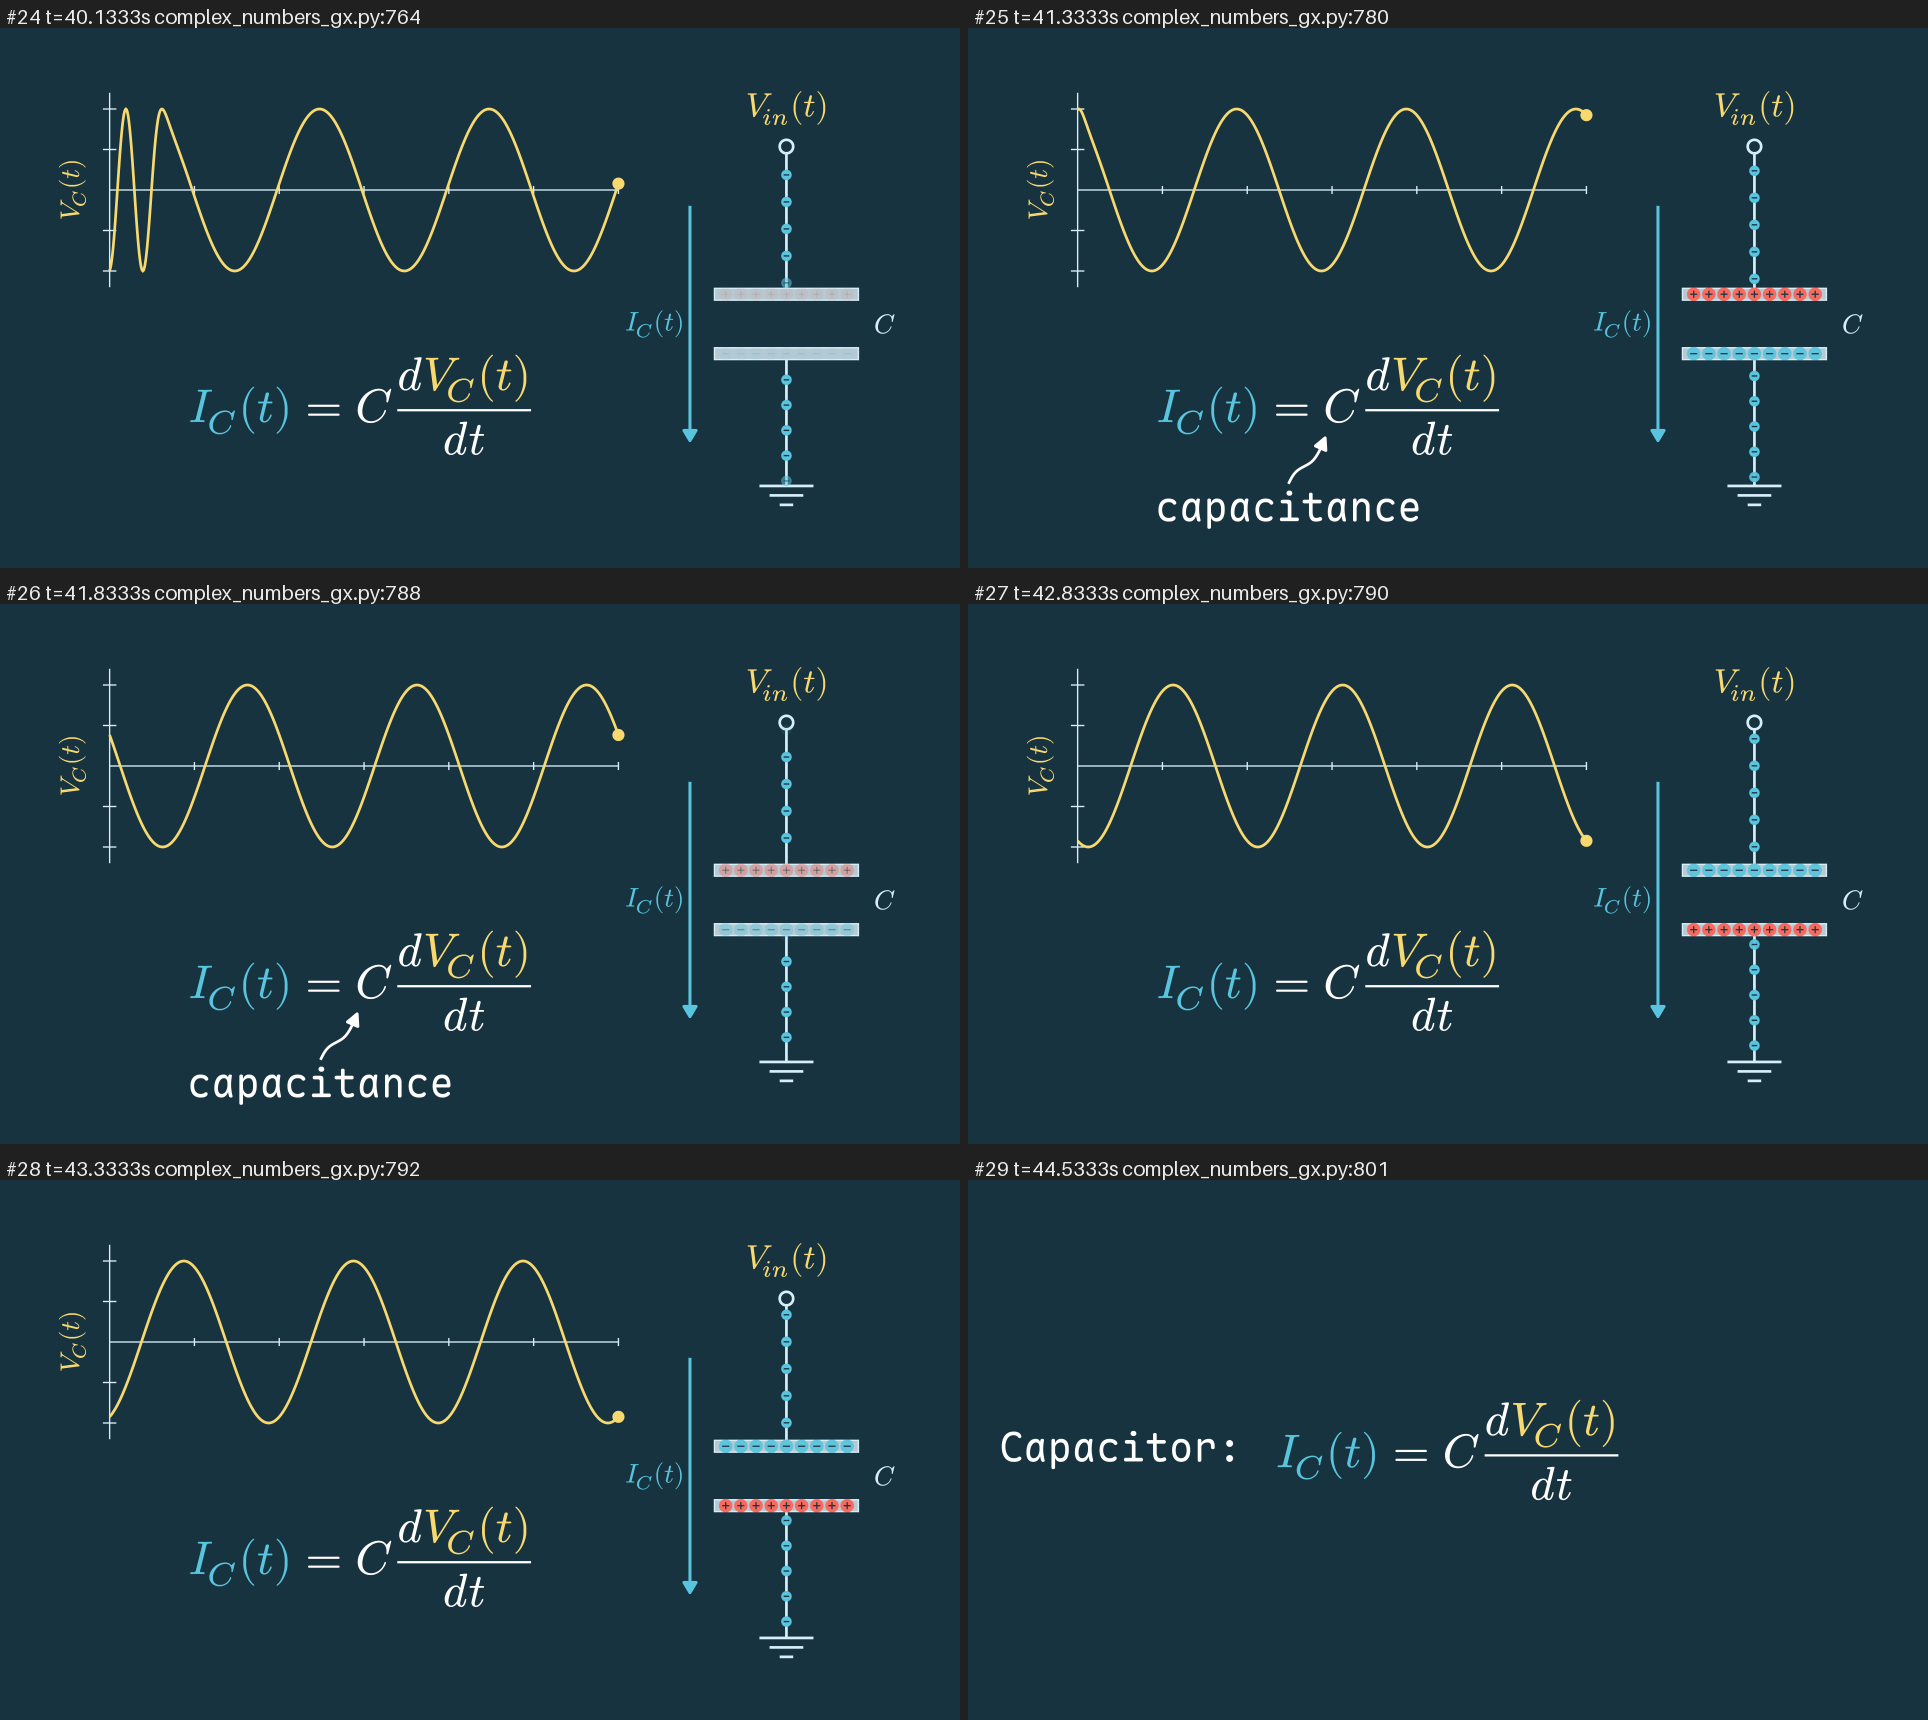 #24 t=40.1333s complex_numbers_gx.py:764
V_C(t)
V_in(t)
I_C(t)
C
I_C(t) = C dV_C(t)/dt
#25 t=41.3333s complex_numbers_gx.py:780
V_C(t)
V_in(t)
I_C(t)
C
I_C(t) = C dV_C(t)/dt
capacitance
#26 t=41.8333s complex_numbers_gx.py:788
V_C(t)
V_in(t)
I_C(t)
C
I_C(t) = C dV_C(t)/dt
capacitance
#27 t=42.8333s complex_numbers_gx.py:790
V_C(t)
V_in(t)
I_C(t)
C
I_C(t) = C dV_C(t)/dt
#28 t=43.3333s complex_numbers_gx.py:792
V_C(t)
V_in(t)
I_C(t)
C
I_C(t) = C dV_C(t)/dt
#29 t=44.5333s complex_numbers_gx.py:801
Capacitor: I_C(t) = C dV_C(t)/dt